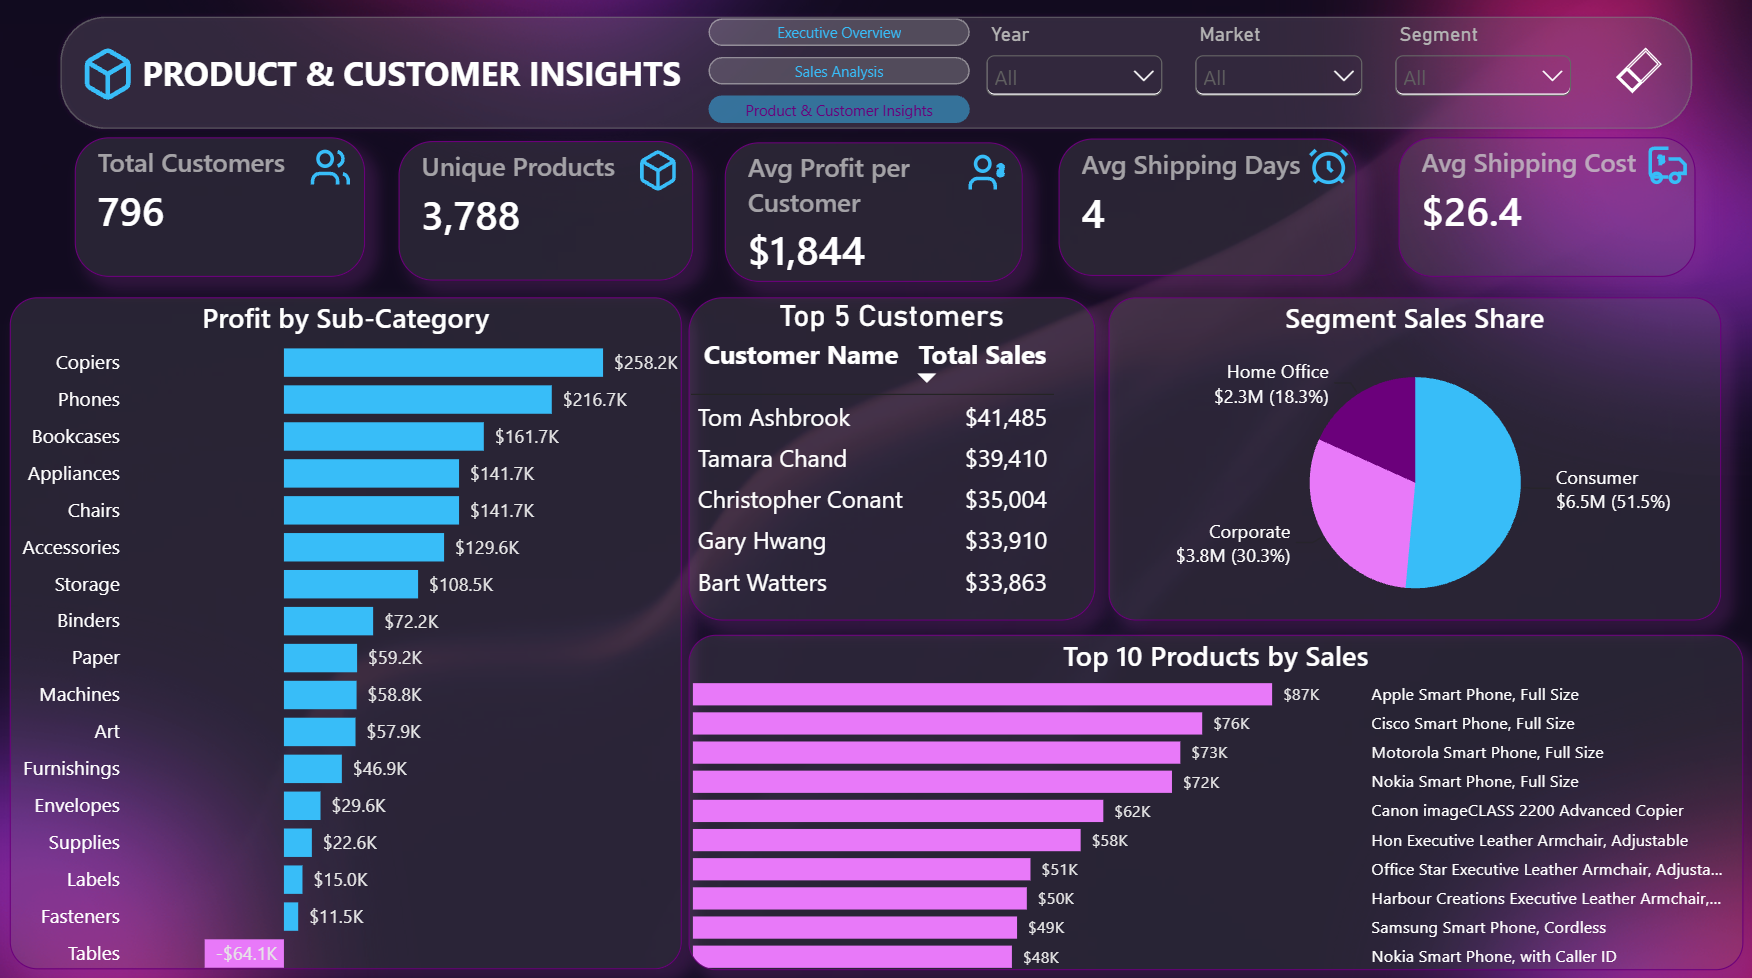 PRODUCT & CUSTOMER INSIGHTS
Executive Overview
Sales Analysis
Product & Customer Insights
Year
All
Market
All
Segment
All
Total Customers
796
Unique Products
3,788
Avg Profit per
Customer
$1,844
Avg Shipping Days
4
Avg Shipping Cost
$26.4
Profit by Sub-Category
Copiers $258.2K
Phones $216.7K
Bookcases $161.7K
Appliances $141.7K
Chairs $141.7K
Accessories $129.6K
Storage $108.5K
Binders $72.2K
Paper $59.2K
Machines $58.8K
Art $57.9K
Furnishings $46.9K
Envelopes $29.6K
Supplies $22.6K
Labels $15.0K
Fasteners $11.5K
Tables -$64.1K
Top 5 Customers
Customer Name Total Sales
Tom Ashbrook $41,485
Tamara Chand $39,410
Christopher Conant $35,004
Gary Hwang $33,910
Bart Watters $33,863
Segment Sales Share
Home Office
$2.3M (18.3%)
Consumer
$6.5M (51.5%)
Corporate
$3.8M (30.3%)
Top 10 Products by Sales
$87K Apple Smart Phone, Full Size
$76K Cisco Smart Phone, Full Size
$73K Motorola Smart Phone, Full Size
$72K Nokia Smart Phone, Full Size
$62K Canon imageCLASS 2200 Advanced Copier
$58K Hon Executive Leather Armchair, Adjustable
$51K Office Star Executive Leather Armchair, Adjusta...
$50K Harbour Creations Executive Leather Armchair,...
$49K Samsung Smart Phone, Cordless
$48K Nokia Smart Phone, with Caller ID